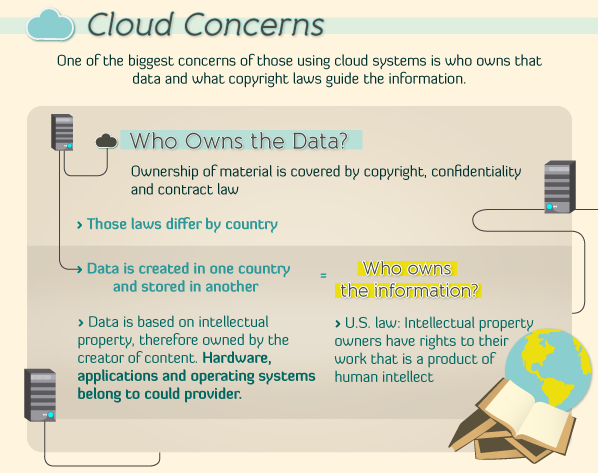 Cloud Concerns
One of the biggest concerns of those using cloud systems is who owns that
data and what copyright laws guide the information.
Who Owns the Data?
Ownership of material is covered by copyright, confidentiality
and contract law
> Those laws differ by country
> Data is created in one country
and stored in another
=
Who owns
the information?
> Data is based on intellectual
property, therefore owned by the
creator of content. Hardware,
applications and operating systems
belong to could provider.
> U.S. law: Intellectual property
owners have rights to their
work that is a product of
human intellect